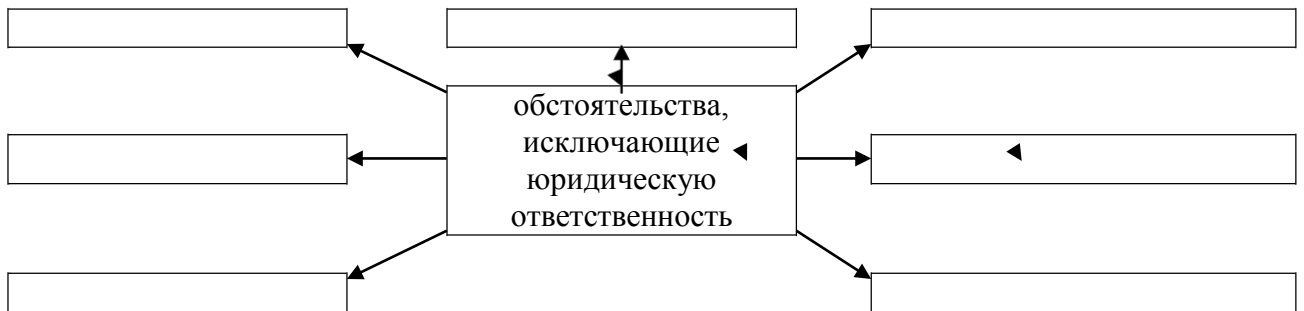 обстоятельства,
исключающие
юридическую
ответственность